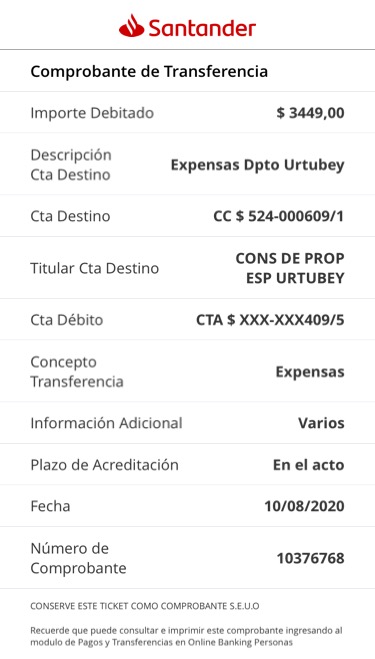 Santander
Comprobante de Transferencia
Importe Debitado $ 3449,00
Descripción
Cta Destino Expensas Dpto Urtubey
Cta Destino CC $ 524-000609/1
Titular Cta Destino CONS DE PROP
ESP URTUBEY
Cta Débito CTA $ XXX-XXX409/5
Concepto
Transferencia Expensas
Información Adicional Varios
Plazo de Acreditación En el acto
Fecha 10/08/2020
Número de
Comprobante 10376768
CONSERVE ESTE TICKET COMO COMPROBANTE S.E.U.O
Recuerde que puede consultar e imprimir este comprobante ingresando al
modulo de Pagos y Transferencias en Online Banking Personas